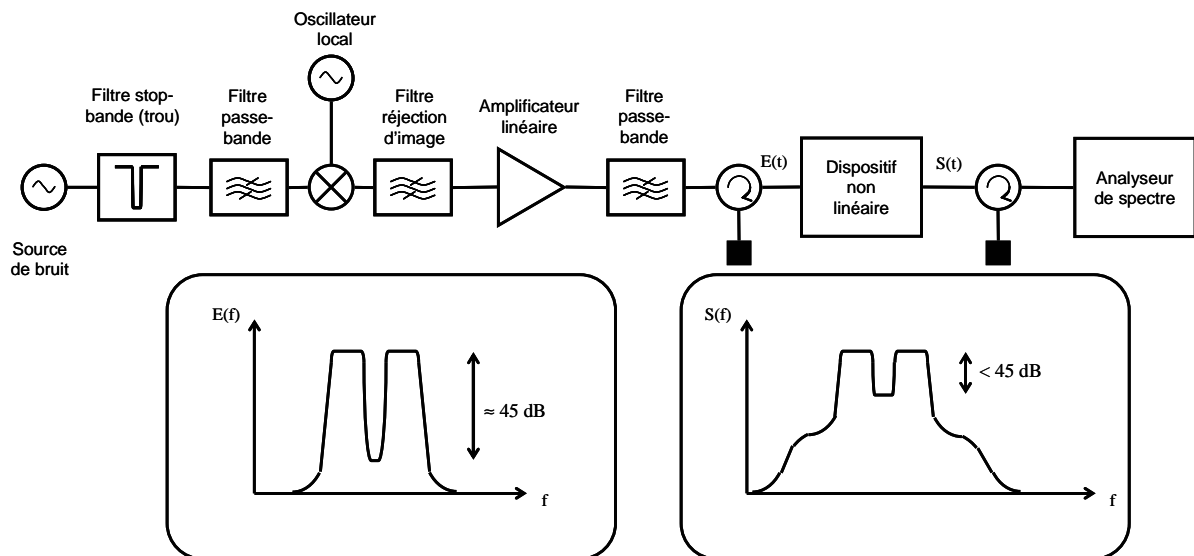 Oscillateur
local
Filtre stop-
bande (trou)
Filtre
passe-
bande
Filtre
réjection
d'image
Amplificateur
linéaire
Filtre
passe-
bande
E(t)
Dispositif
non
linéaire
S(t)
Analyseur
de spectre
Source
de bruit
E(f)
≈ 45 dB
f
S(f)
< 45 dB
f